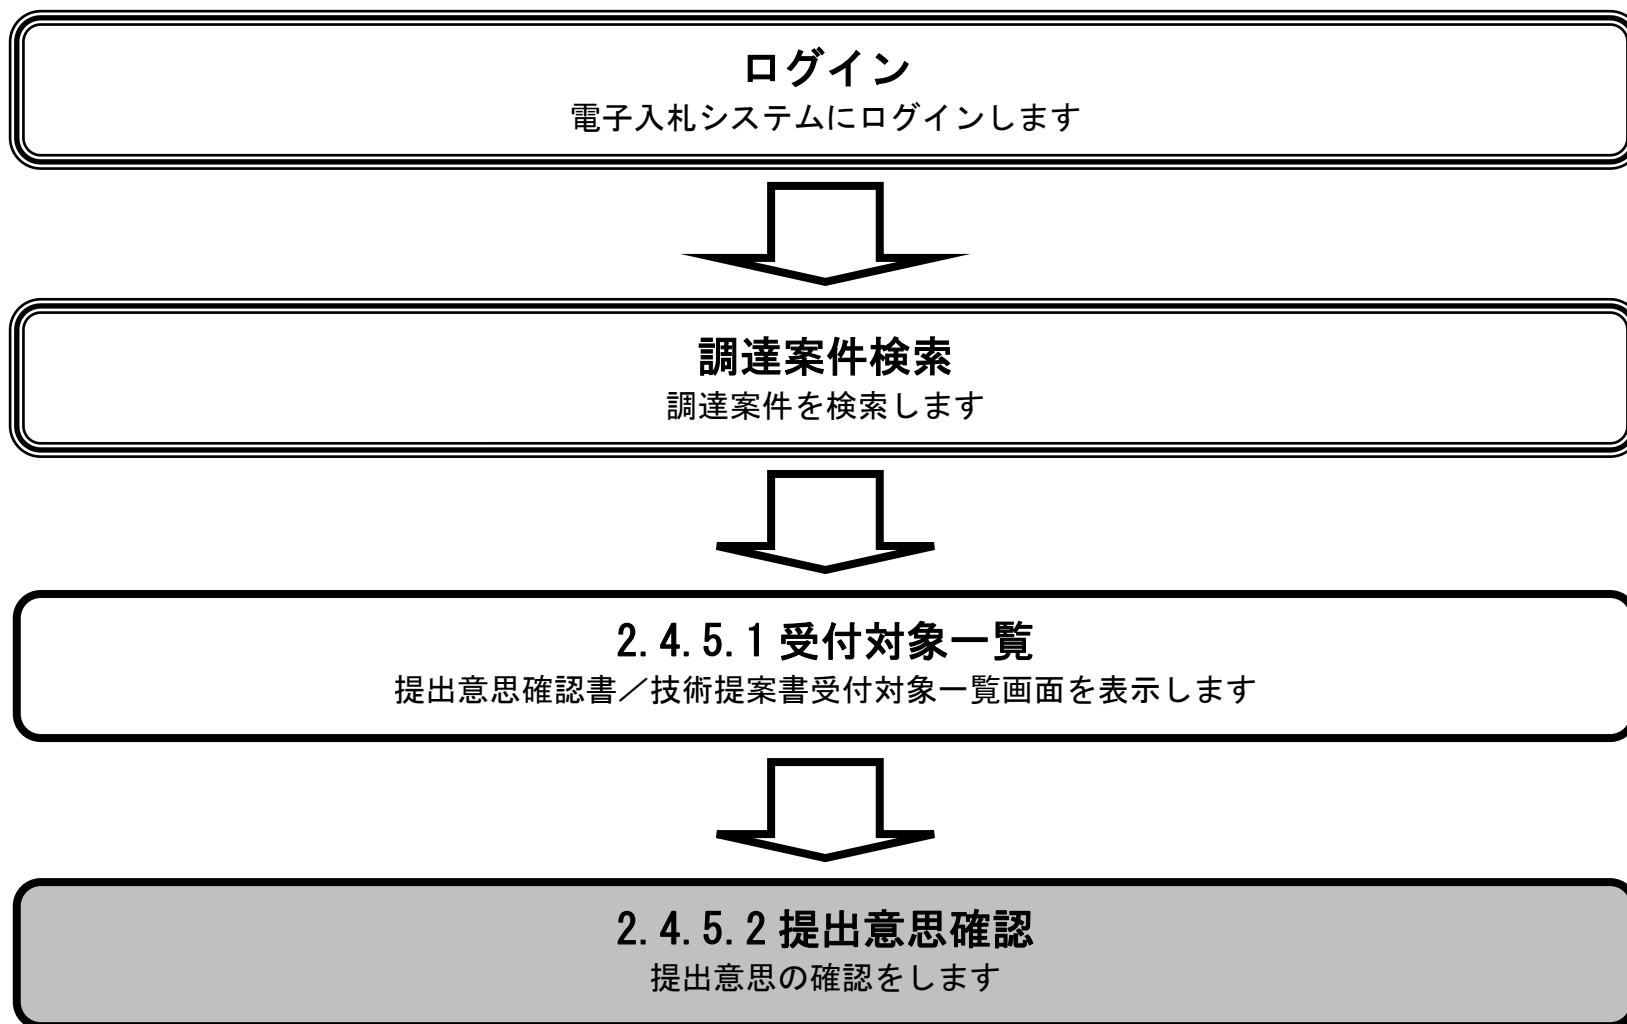 ログイン
電子入札システムにログインします
調達案件検索
調達案件を検索します
2.4.5.1 受付対象一覧
提出意思確認書／技術提案書受付対象一覧画面を表示します
2.4.5.2 提出意思確認
提出意思の確認をします